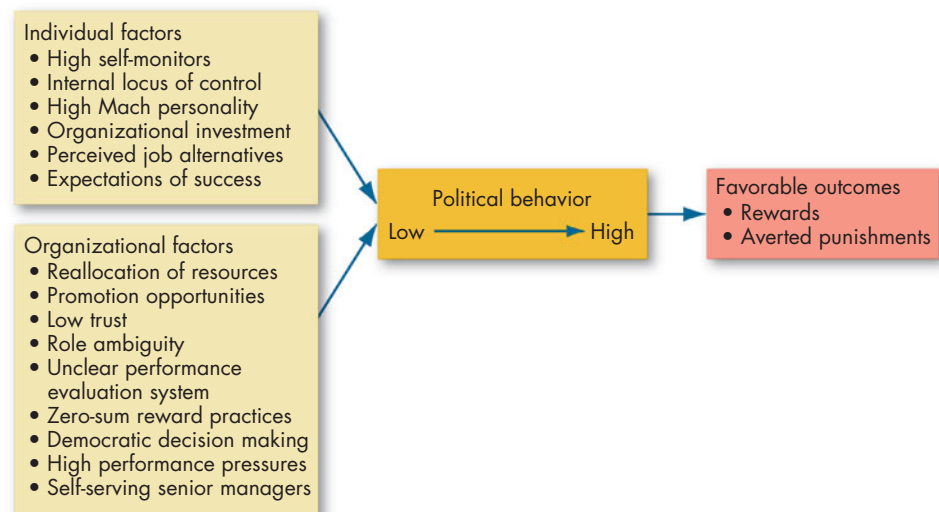 Individual factors
• High self-monitors
• Internal locus of control
• High Mach personality
• Organizational investment
• Perceived job alternatives
• Expectations of success
Organizational factors
• Reallocation of resources
• Promotion opportunities
• Low trust
• Role ambiguity
• Unclear performance
evaluation system
• Zero-sum reward practices
• Democratic decision making
• High performance pressures
• Self-serving senior managers
Political behavior
Low High
Favorable outcomes
• Rewards
• Averted punishments